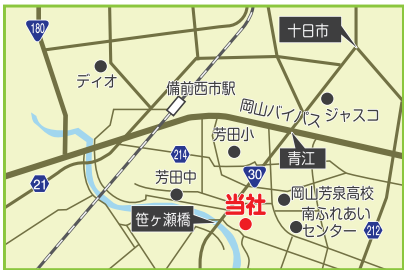 180
十日市
ディオ
備前西市駅
岡山バイパス
ジャスコ
芳田小
青江
214
21
芳田中
30
岡山芳泉高校
当社
笹ヶ瀬橋
南ふれあい
センター
212